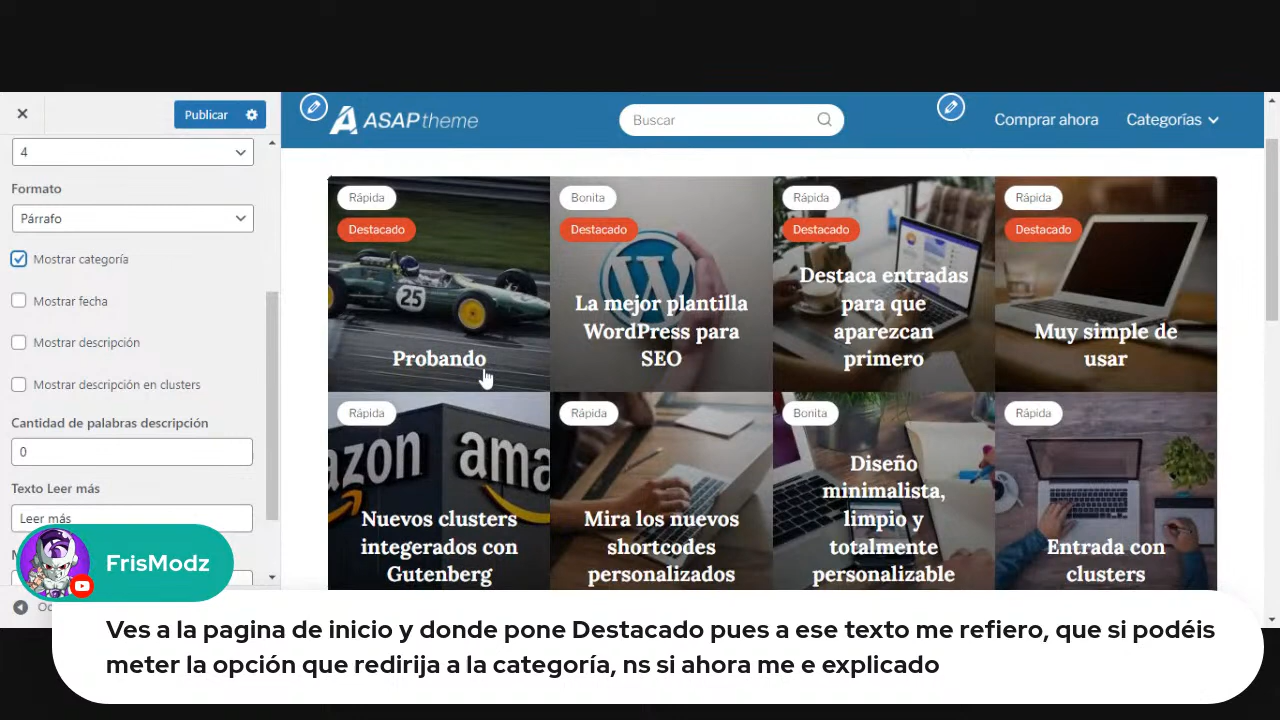 Publicar
4
Formato
Párrafo
Mostrar categoría
Mostrar fecha
Mostrar descripción
Mostrar descripción en clusters
Cantidad de palabras descripción
0
Texto Leer más
Leer más
ASAP theme
Buscar
Comprar ahora
Categorías
Rápida
Destacado
25
Probando
Bonita
Destacado
La mejor plantilla
WordPress para
SEO
Rápida
Destacado
Destaca entradas
para que
aparezcan
primero
Rápida
Destacado
Muy simple de
usar
Rápida
azon
ama
Nuevos clusters
integerados con
Gutenberg
Rápida
Mira los nuevos
shortcodes
personalizados
Bonita
Diseño
minimalista,
limpio y
totalmente
personalizable
Rápida
Entrada con
clusters
FrisModz
Ves a la pagina de inicio y donde pone Destacado pues a ese texto me refiero, que si podéis
meter la opción que redirija a la categoría, ns si ahora me e explicado